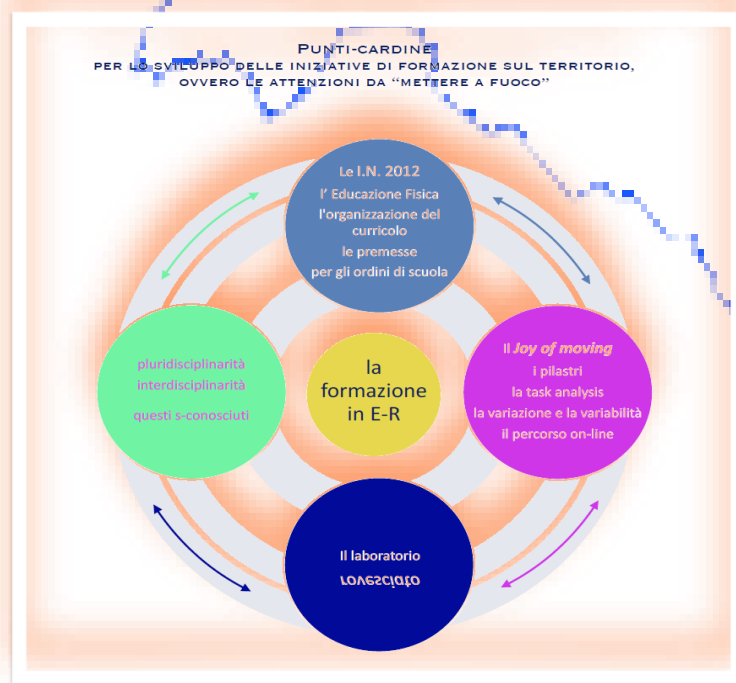 PUNTI-CARDINE
PER LO SVILUPPO DELLE INIZIATIVE DI FORMAZIONE SUL TERRITORIO,
OVVERO LE ATTENZIONI DA “METTERE A FUOCO”
Le I.N. 2012
l’ Educazione Fisica
l'organizzazione del
curricolo
le premesse
per gli ordini di scuola
pluridisciplinarità
interdisciplinarità
questi s-conosciuti
la
formazione
in E-R
Il Joy of moving
i pilastri
la task analysis
la variazione e la variabilità
il percorso on-line
Il laboratorio
rovesciato